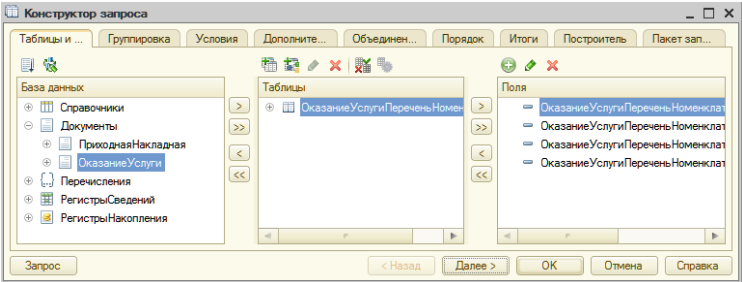 Конструктор запроса
Таблицы и ...
Группировка
Условия
Дополните...
Объединен...
Порядок
Итоги
Построитель
Пакет зап...
База данных
Таблицы
Поля
Справочники
Документы
ПриходнаяНакладная
ОказаниеУслуги
Перечисления
РегистрыСведений
РегистрыНакопления
>
>>
<
<<
ОказаниеУслугиПереченьНомен
>
>>
<
<<
ОказаниеУслугиПереченьНоменклат
ОказаниеУслугиПереченьНоменклат
ОказаниеУслугиПереченьНоменклат
ОказаниеУслугиПереченьНоменклат
Запрос
< Назад
Далее >
OK
Отмена
Справка